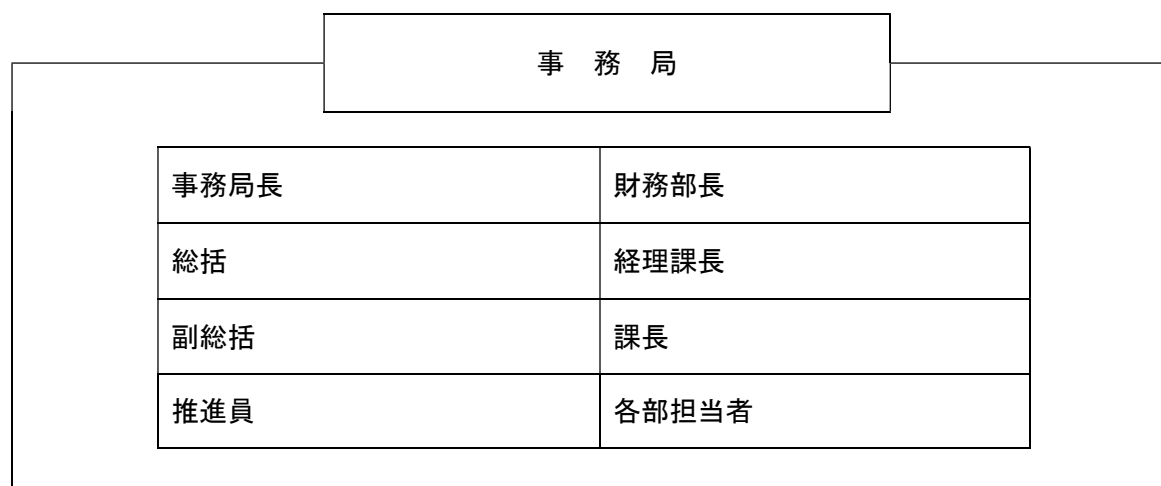 事 務 局
事務局長 財務部長
総括 経理課長
副総括 課長
推進員 各部担当者